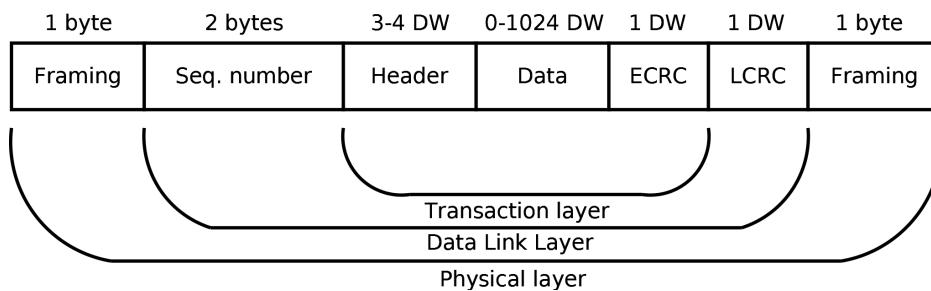 1 byte 2 bytes 3-4 DW 0-1024 DW 1 DW 1 DW 1 byte
Framing Seq. number Header Data ECRC LCRC Framing
Transaction layer
Data Link Layer
Physical layer